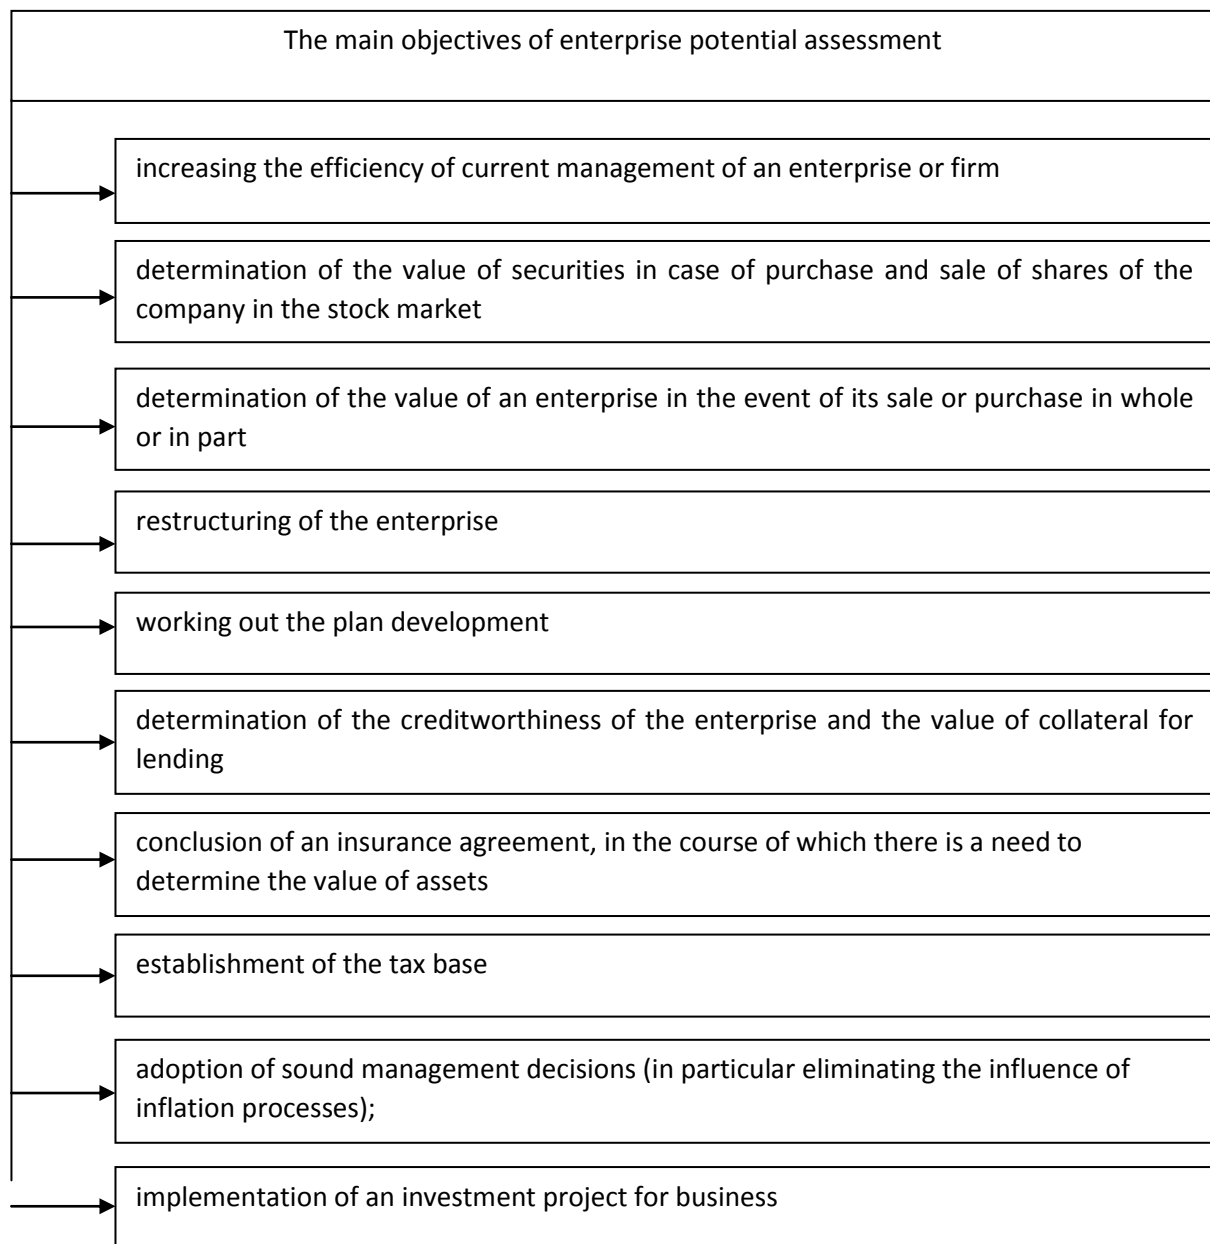 The main objectives of enterprise potential assessment
increasing the efficiency of current management of an enterprise or firm
determination of the value of securities in case of purchase and sale of shares of the
company in the stock market
determination of the value of an enterprise in the event of its sale or purchase in whole
or in part
restructuring of the enterprise
working out the plan development
determination of the creditworthiness of the enterprise and the value of collateral for
lending
conclusion of an insurance agreement, in the course of which there is a need to
determine the value of assets
establishment of the tax base
adoption of sound management decisions (in particular eliminating the influence of
inflation processes);
implementation of an investment project for business